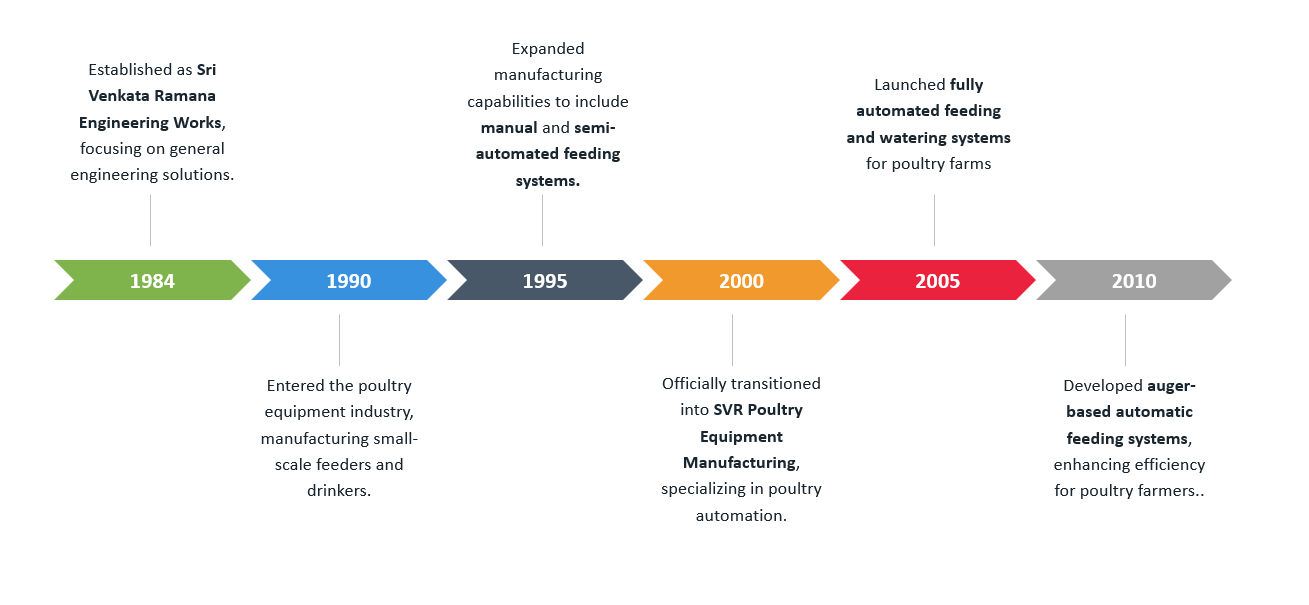 Established as Sri
Venkata Ramana
Engineering Works,
focusing on general
engineering solutions.
Expanded
manufacturing
capabilities to include
manual and semi-
automated feeding
systems.
Launched fully
automated feeding
and watering systems
for poultry farms
1984
1990
1995
2000
2005
2010
Entered the poultry
equipment industry,
manufacturing small-
scale feeders and
drinkers.
Officially transitioned
into SVR Poultry
Equipment
Manufacturing,
specializing in poultry
automation.
Developed auger-
based automatic
feeding systems,
enhancing efficiency
for poultry farmers..